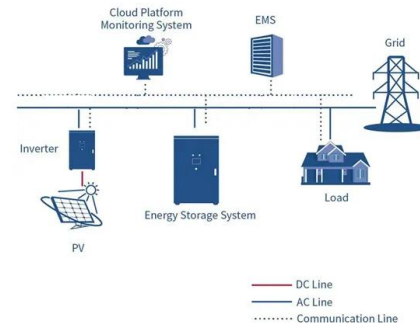 Cloud Platform
Monitoring System
EMS
Grid
Inverter
Energy Storage System
Load
PV
DC Line
AC Line
Communication Line